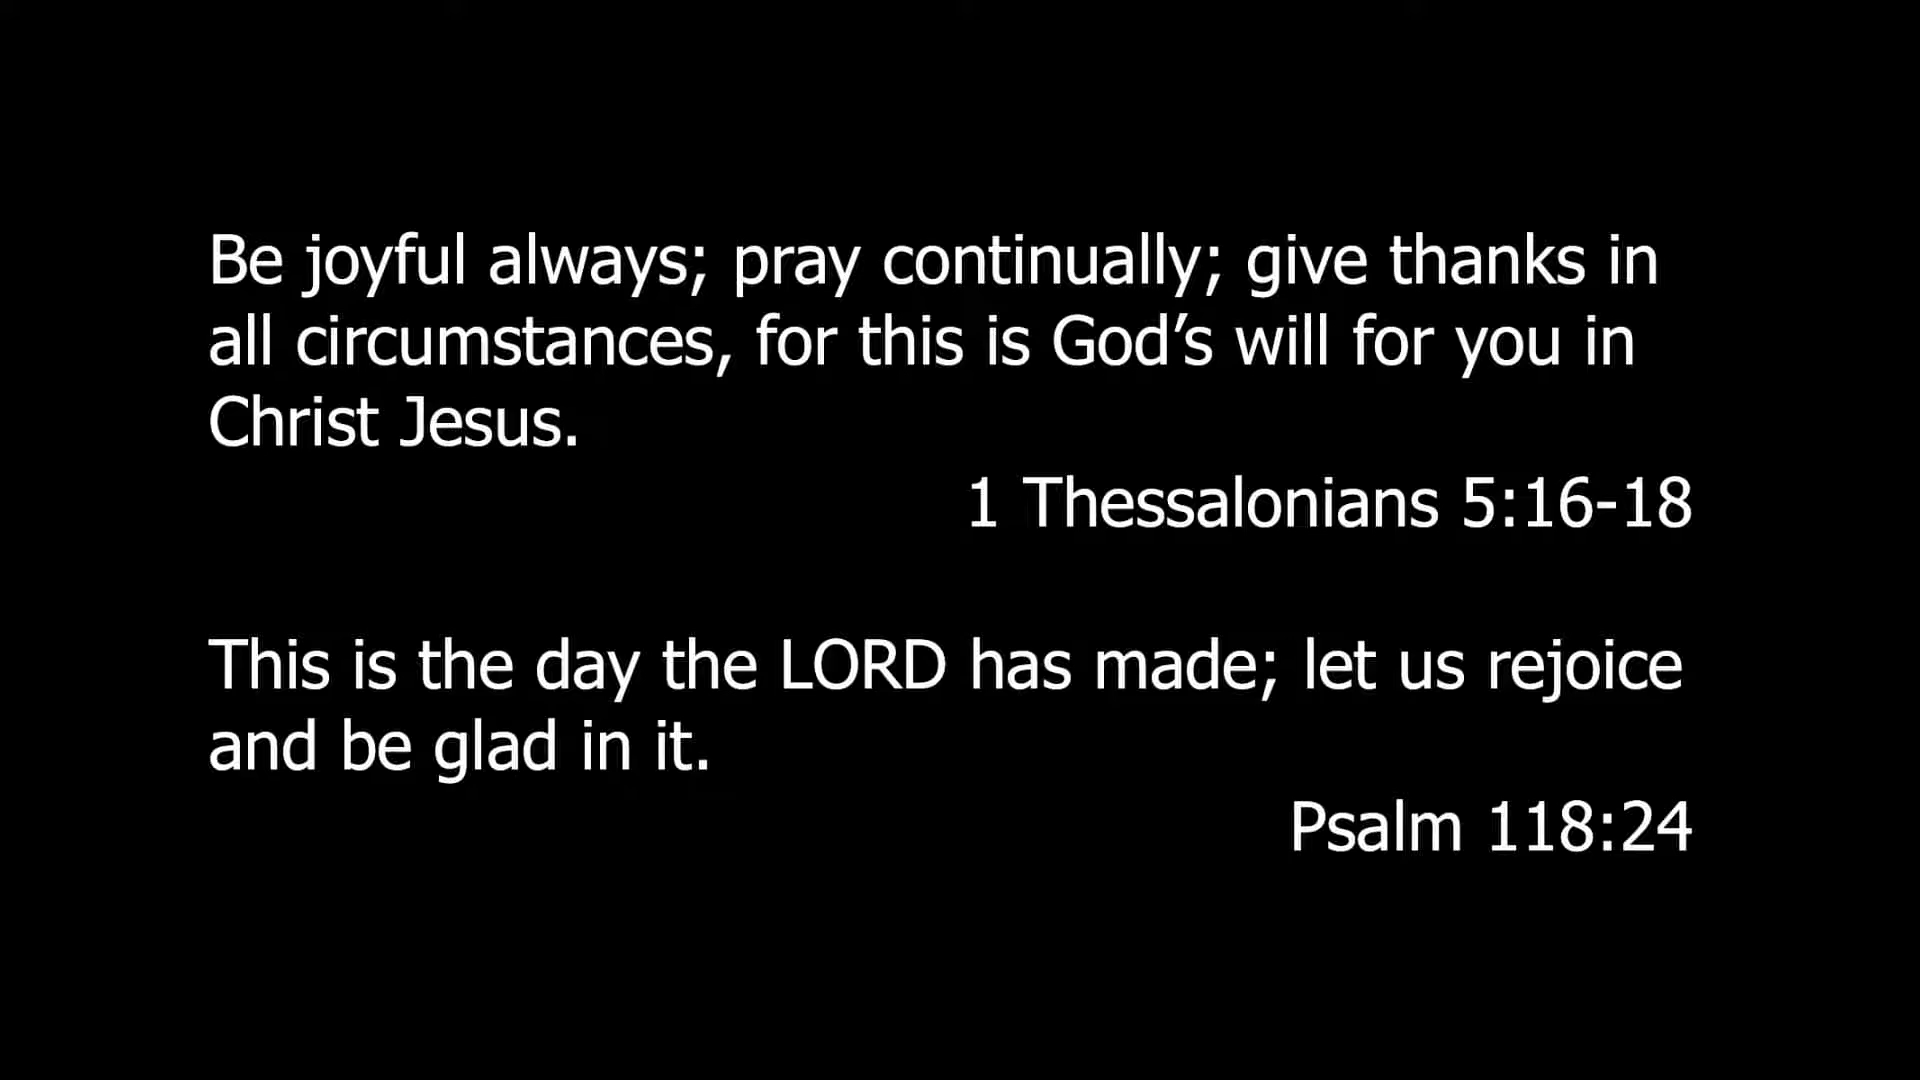 Be joyful always; pray continually; give thanks in
all circumstances, for this is God’s will for you in
Christ Jesus.
1 Thessalonians 5:16-18
This is the day the LORD has made; let us rejoice
and be glad in it.
Psalm 118:24